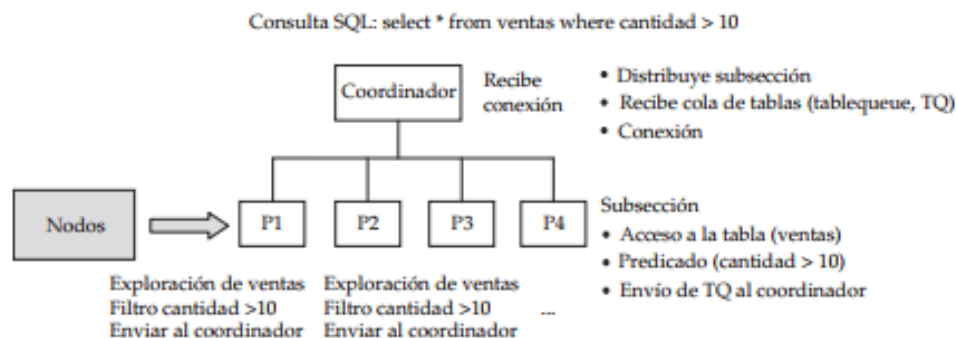 Consulta SQL: select * from ventas where cantidad > 10
Coordinador
Recibe
conexión
• Distribuye subsección
• Recibe cola de tablas (tablequeue, TQ)
• Conexión
Nodos
P1
P2
P3
P4
Subsección
• Acceso a la tabla (ventas)
• Predicado (cantidad > 10)
• Envío de TQ al coordinador
Exploración de ventas
Filtro cantidad >10
Enviar al coordinador
Exploración de ventas
Filtro cantidad >10
Enviar al coordinador
...